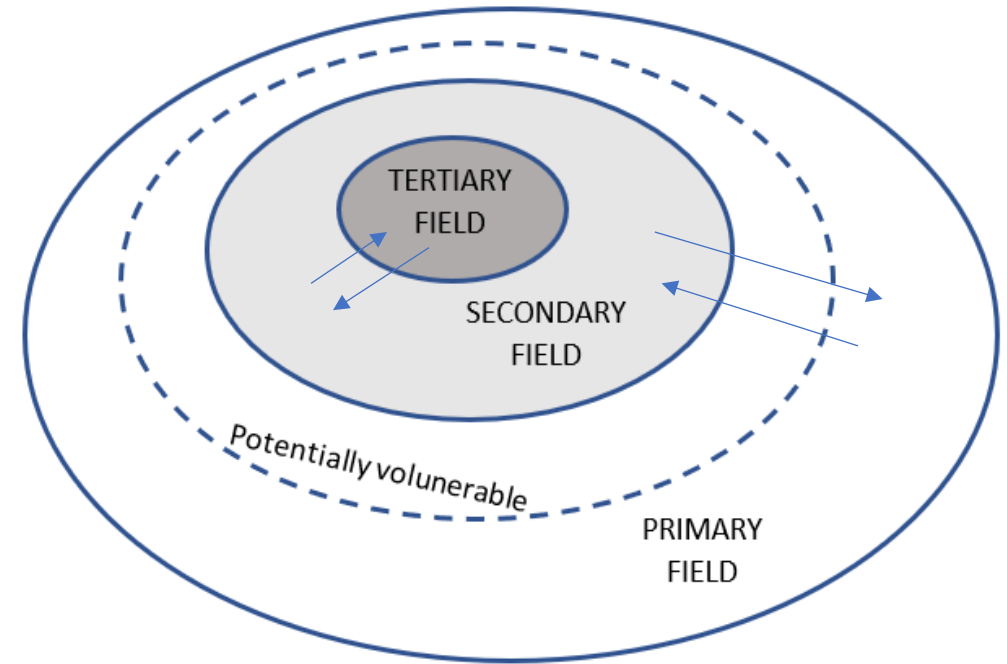 TERTIARY
FIELD
SECONDARY
FIELD
Potentially volunerable
PRIMARY
FIELD